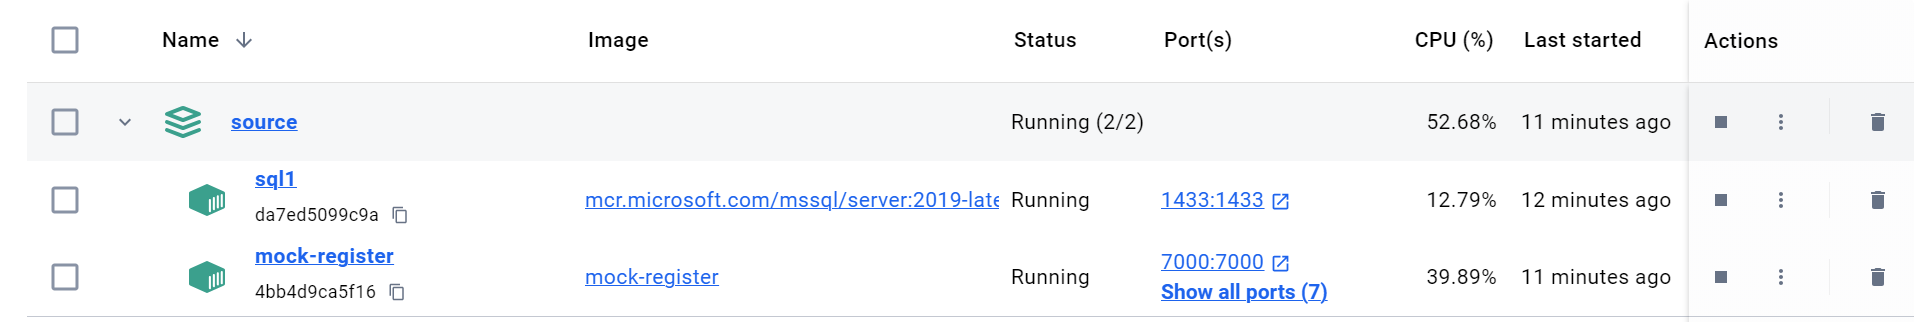 Name Image Status Port(s) CPU (%) Last started Actions
source Running (2/2) 52.68% 11 minutes ago
sql1
da7ed5099c9a mcr.microsoft.com/mssql/server:2019-late Running 1433:1433 12.79% 12 minutes ago
mock-register
4bb4d9ca5f16 mock-register Running 7000:7000 39.89% 11 minutes ago
Show all ports (7)